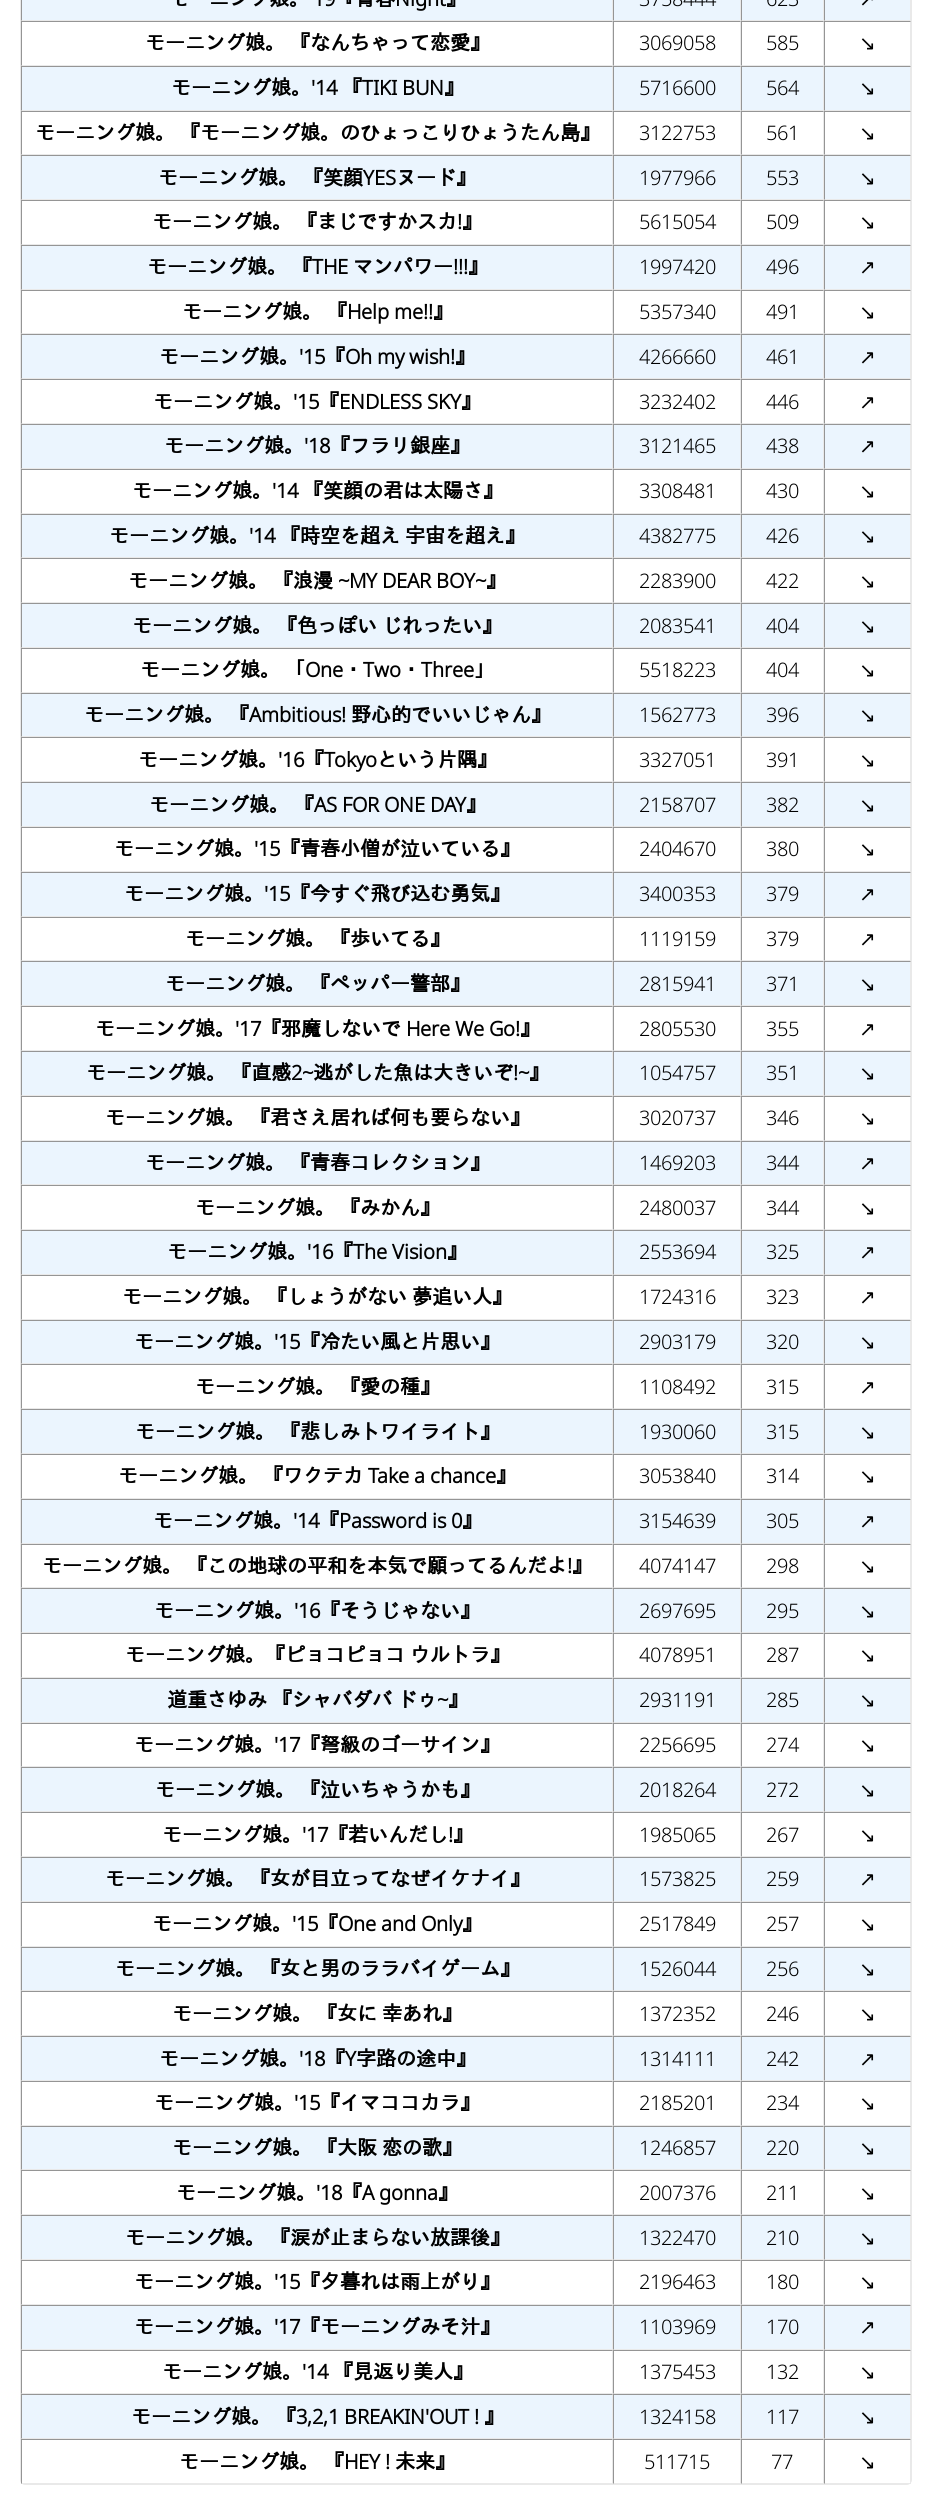 モーニング娘。'19『青春Night』 3758444 623 ↗
モーニング娘。 『なんちゃって恋愛』 3069058 585 ↘
モーニング娘。'14 『TIKI BUN』 5716600 564 ↘
モーニング娘。 『モーニング娘。のひょっこりひょうたん島』 3122753 561 ↘
モーニング娘。 『笑顔YESヌード』 1977966 553 ↘
モーニング娘。 『まじですかスカ!』 5615054 509 ↘
モーニング娘。 『THE マンパワー!!!』 1997420 496 ↗
モーニング娘。 『Help me!!』 5357340 491 ↘
モーニング娘。'15『Oh my wish!』 4266660 461 ↗
モーニング娘。'15『ENDLESS SKY』 3232402 446 ↗
モーニング娘。'18『フラリ銀座』 3121465 438 ↗
モーニング娘。'14 『笑顔の君は太陽さ』 3308481 430 ↘
モーニング娘。'14 『時空を超え 宇宙を超え』 4382775 426 ↘
モーニング娘。 『浪漫 ~MY DEAR BOY~』 2283900 422 ↘
モーニング娘。 『色っぽい じれったい』 2083541 404 ↘
モーニング娘。 「One・Two・Three」 5518223 404 ↘
モーニング娘。 『Ambitious! 野心的でいいじゃん』 1562773 396 ↘
モーニング娘。'16『Tokyoという片隅』 3327051 391 ↘
モーニング娘。 『AS FOR ONE DAY』 2158707 382 ↘
モーニング娘。'15『青春小僧が泣いている』 2404670 380 ↘
モーニング娘。'15『今すぐ飛び込む勇気』 3400353 379 ↗
モーニング娘。 『歩いてる』 1119159 379 ↗
モーニング娘。 『ペッパー警部』 2815941 371 ↘
モーニング娘。'17『邪魔しないで Here We Go!』 2805530 355 ↗
モーニング娘。 『直感2~逃がした魚は大きいぞ!~』 1054757 351 ↘
モーニング娘。 『君さえ居れば何も要らない』 3020737 346 ↘
モーニング娘。 『青春コレクション』 1469203 344 ↗
モーニング娘。 『みかん』 2480037 344 ↘
モーニング娘。'16『The Vision』 2553694 325 ↗
モーニング娘。 『しょうがない 夢追い人』 1724316 323 ↗
モーニング娘。'15『冷たい風と片思い』 2903179 320 ↘
モーニング娘。 『愛の種』 1108492 315 ↗
モーニング娘。 『悲しみトワイライト』 1930060 315 ↘
モーニング娘。 『ワクテカ Take a chance』 3053840 314 ↘
モーニング娘。'14『Password is 0』 3154639 305 ↗
モーニング娘。 『この地球の平和を本気で願ってるんだよ!』 4074147 298 ↘
モーニング娘。'16『そうじゃない』 2697695 295 ↘
モーニング娘。『ピョコピョコ ウルトラ』 4078951 287 ↘
道重さゆみ 『シャバダバ ドゥ~』 2931191 285 ↘
モーニング娘。'17『弩級のゴーサイン』 2256695 274 ↘
モーニング娘。 『泣いちゃうかも』 2018264 272 ↘
モーニング娘。'17『若いんだし!』 1985065 267 ↘
モーニング娘。 『女が目立ってなぜイケナイ』 1573825 259 ↗
モーニング娘。'15『One and Only』 2517849 257 ↘
モーニング娘。 『女と男のララバイゲーム』 1526044 256 ↘
モーニング娘。 『女に 幸あれ』 1372352 246 ↘
モーニング娘。'18『Y字路の途中』 1314111 242 ↗
モーニング娘。'15『イマココカラ』 2185201 234 ↘
モーニング娘。 『大阪 恋の歌』 1246857 220 ↘
モーニング娘。'18『A gonna』 2007376 211 ↘
モーニング娘。 『涙が止まらない放課後』 1322470 210 ↘
モーニング娘。'15『夕暮れは雨上がり』 2196463 180 ↘
モーニング娘。'17『モーニングみそ汁』 1103969 170 ↗
モーニング娘。'14 『見返り美人』 1375453 132 ↘
モーニング娘。 『3,2,1 BREAKIN'OUT ! 』 1324158 117 ↘
モーニング娘。 『HEY ! 未来』 511715 77 ↘